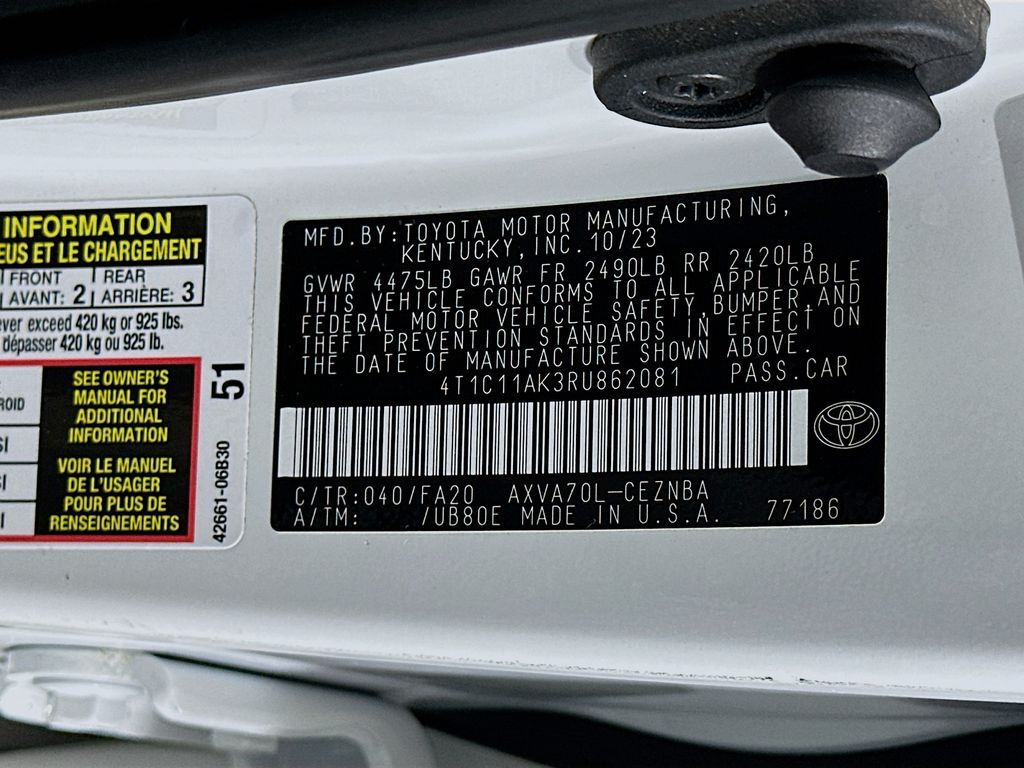 INFORMATION
EUS ET LE CHARGEMENT
FRONT REAR
AVANT: 2 ARRIÈRE: 3
ever exceed 420 kg or 925 lbs.
dépasser 420 kg ou 925 lb.
SEE OWNER'S
MANUAL FOR
ADDITIONAL
INFORMATION
VOIR LE MANUEL
DE L'USAGER
POUR PLUS DE
RENSEIGNEMENTS
ROID
SI
SI
SI
51
42661-06B30
MFD.BY:TOYOTA MOTOR MANUFACTURING,
KENTUCKY,INC.10/23
GVWR 4475LB GAWR FR 2490LB RR 2420LB
THIS VEHICLE CONFORMS TO ALL APPLICABLE
FEDERAL MOTOR VEHICLE SAFETY,BUMPER,AND
THEFT PREVENTION STANDARDS IN EFFECT ON
THE DATE OF MANUFACTURE SHOWN ABOVE.
4T1C11AK3RU862081 PASS.CAR
C/TR:040/FA20 AXVA70L-CEZNBA
A/TM: /UB80E MADE IN U.S.A. 77186